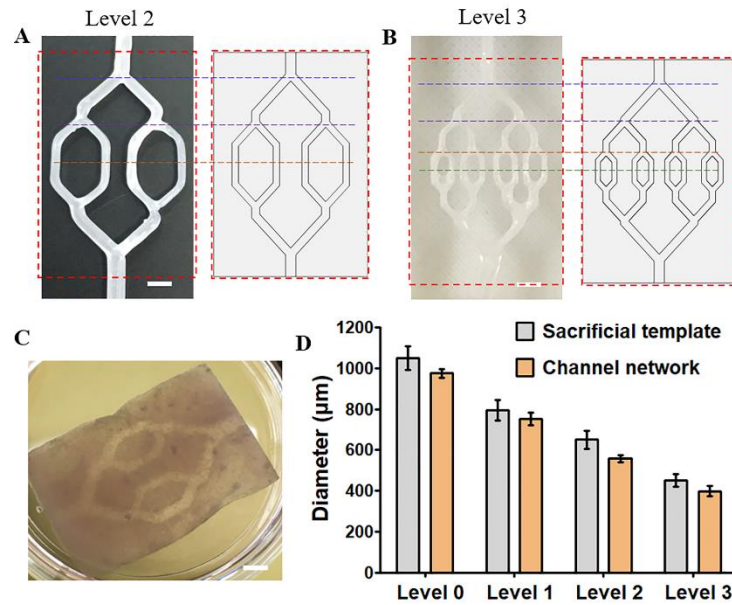 Level 2
Level 3
A
B
C
D
1200
1000
800
600
400
200
0
Diameter (μm)
Sacrificial template
Channel network
Level 0
Level 1
Level 2
Level 3